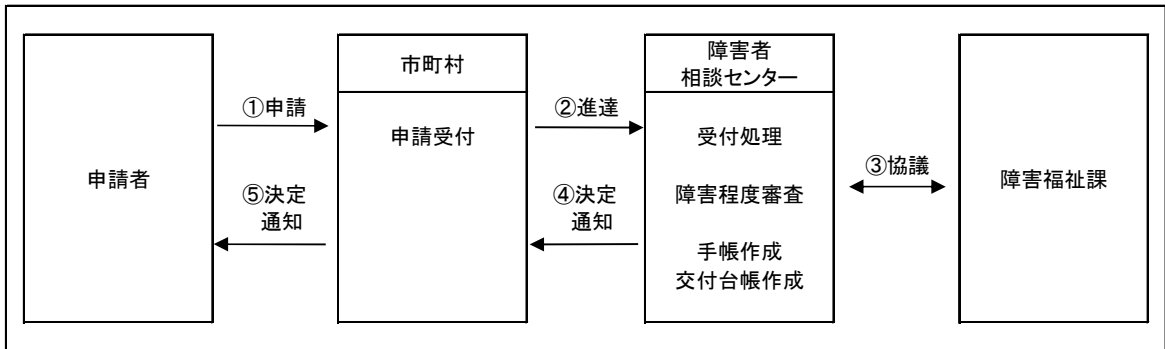 申請者
①申請
⑤決定
通知
市町村
申請受付
②進達
④決定
通知
障害者
相談センター
受付処理
障害程度審査
手帳作成
交付台帳作成
③協議
障害福祉課